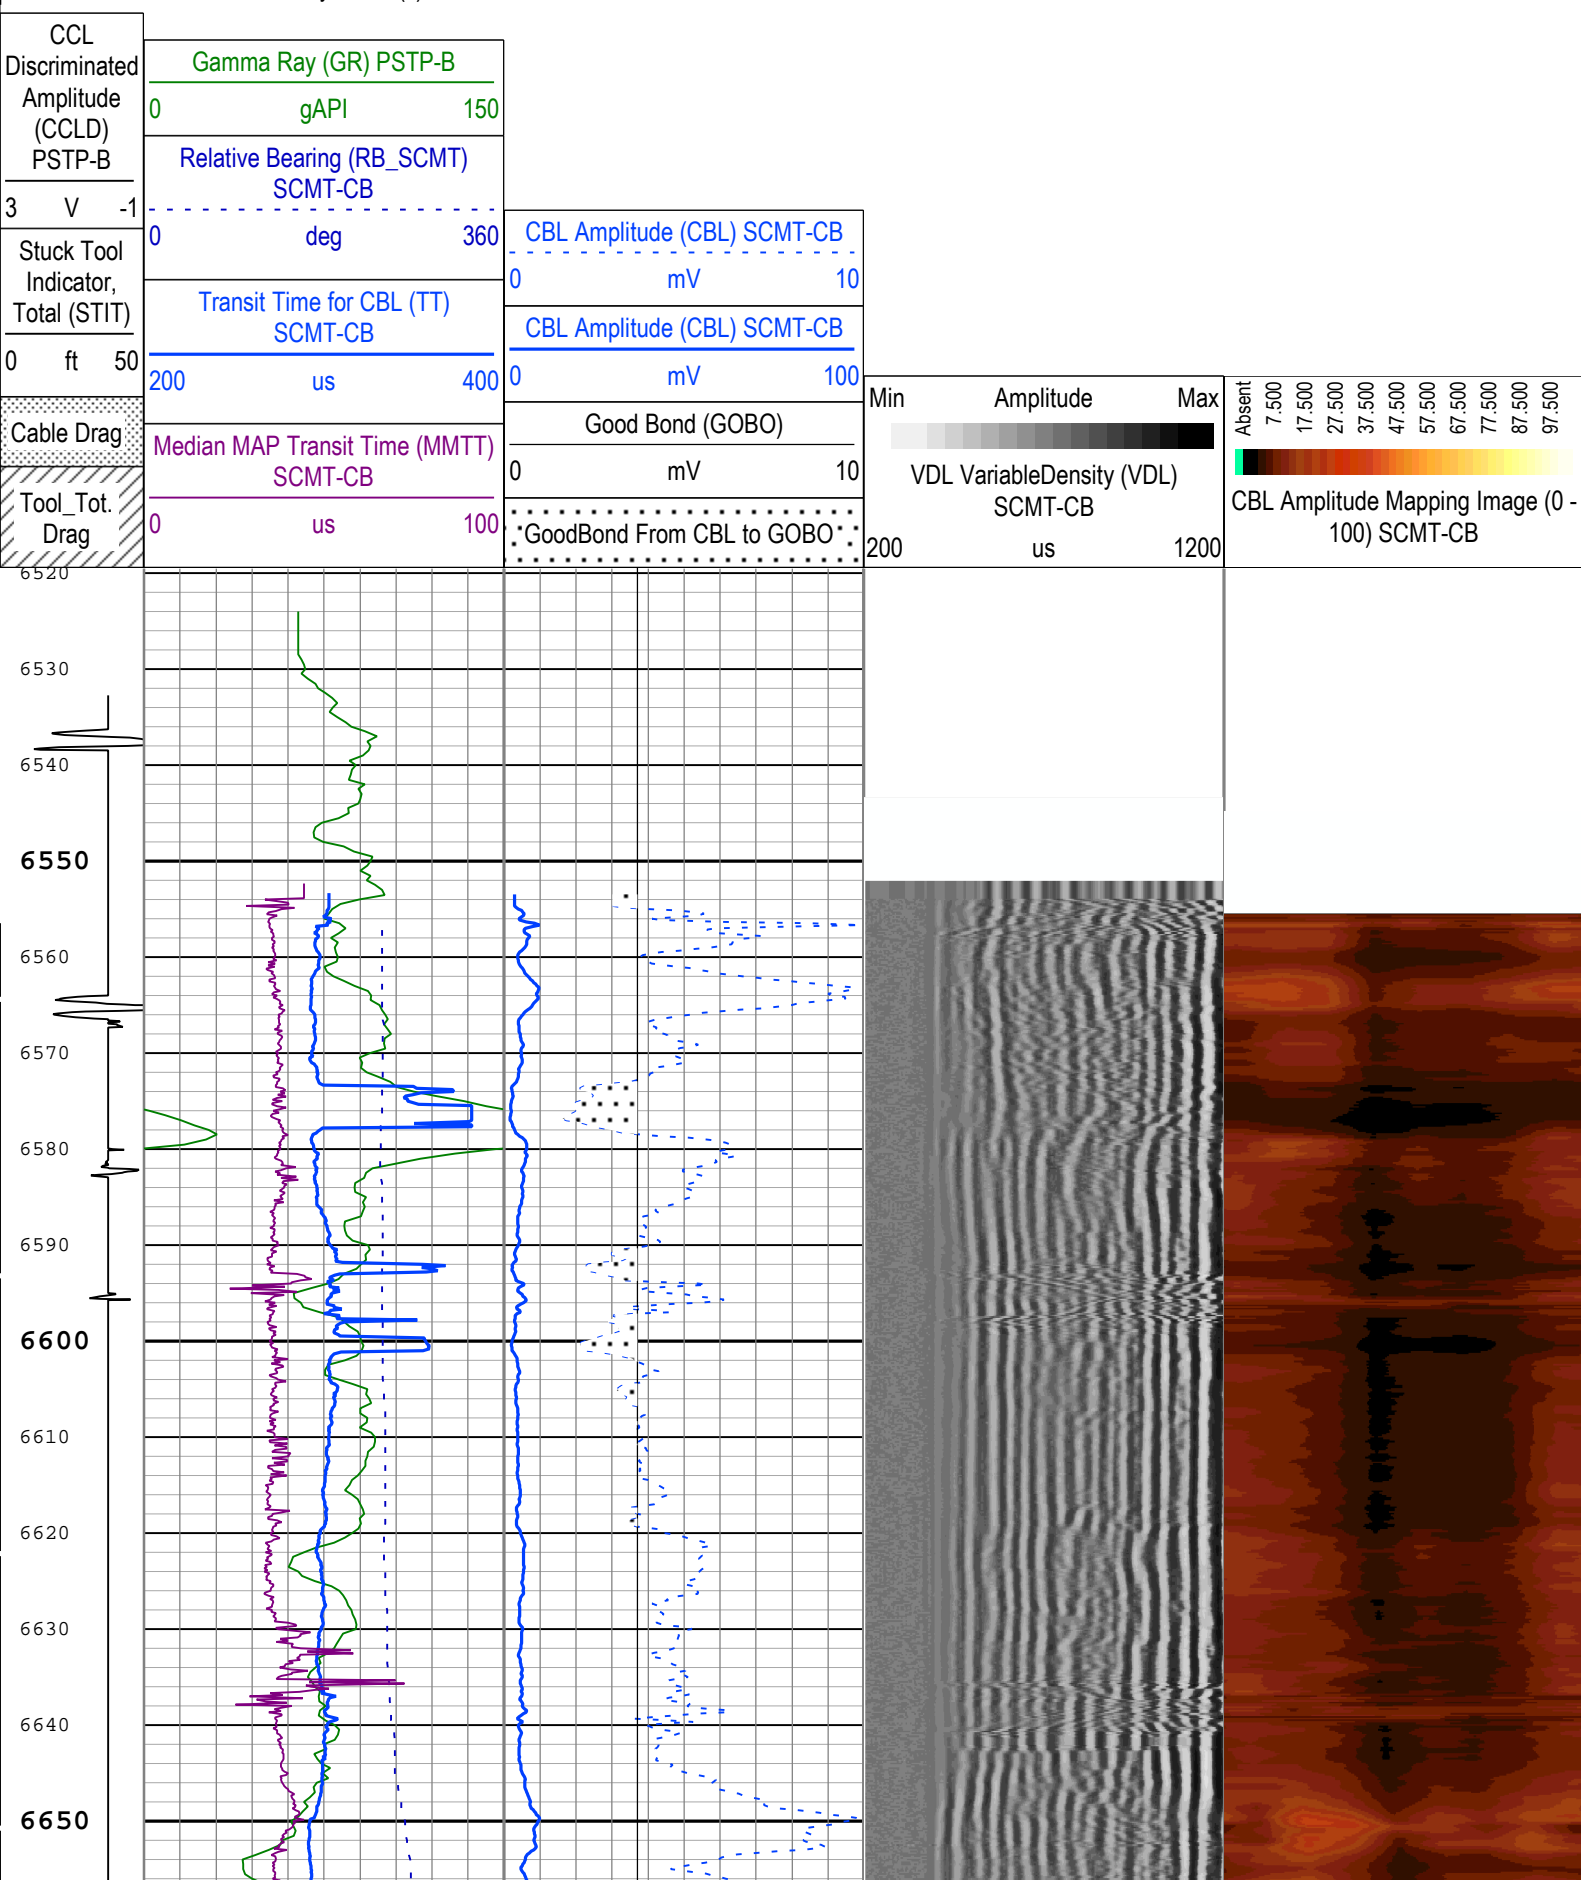 CCL
Discriminated
Amplitude
(CCLD)
PSTP-B
3 V -1
Stuck Tool
Indicator,
Total (STIT)
0 ft 50
Cable Drag
Tool_Tot.
Drag
Gamma Ray (GR) PSTP-B
0 gAPI 150
Relative Bearing (RB_SCMT)
SCMT-CB
0 deg 360
Transit Time for CBL (TT)
SCMT-CB
200 us 400
Median MAP Transit Time (MMTT)
SCMT-CB
0 us 100
CBL Amplitude (CBL) SCMT-CB
0 mV 10
CBL Amplitude (CBL) SCMT-CB
0 mV 100
Good Bond (GOBO)
0 mV 10
GoodBond From CBL to GOBO
Min Amplitude Max
VDL VariableDensity (VDL)
SCMT-CB
200 us 1200
Absent
7.500
17.500
27.500
37.500
47.500
57.500
67.500
77.500
87.500
97.500
CBL Amplitude Mapping Image (0 -
100) SCMT-CB
6520
6530
6540
6550
6560
6570
6580
6590
6600
6610
6620
6630
6640
6650